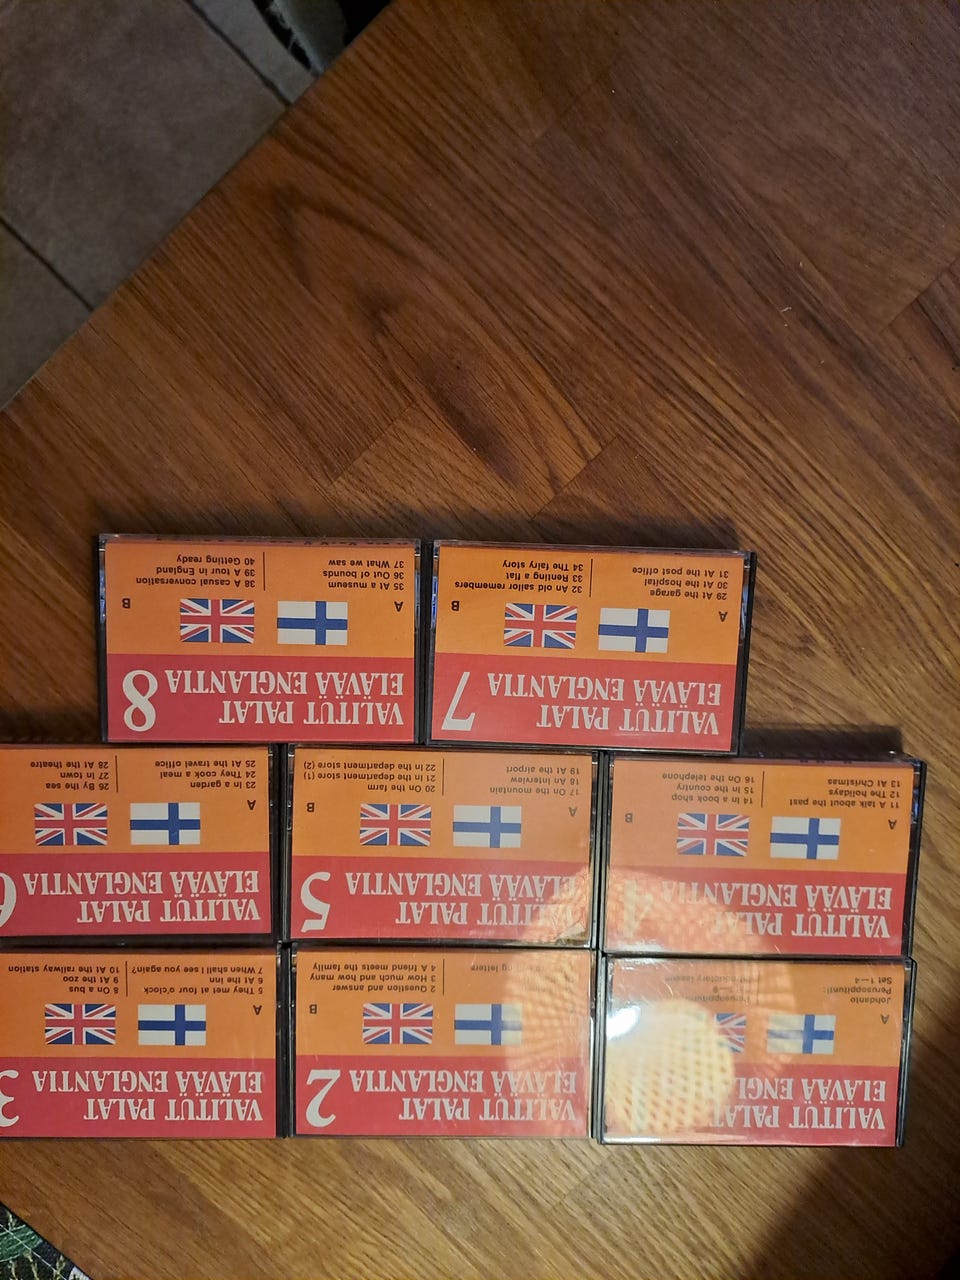 VALITUT PALAT
ELÄVÄÄ
A
Johdanto
Perusoppitunti:
Set 1—4
VALITUT PALAT
ELÄVÄÄ ENGLANTIA
2
B
letter
2 Question and answer
3 How much and how many
4 A friend meets the family
VALITUT PALAT
ELÄVÄÄ ENGLANTIA
3
A
5 They met at four o'clock
6 At the inn
7 When shall I see you again?
8 On a bus
9 At the zoo
10 At the railway station
VALITUT PALAT
ELÄVÄÄ ENGLANTIA
4
A
B
11 A talk about the past
12 The holidays
13 At Christmas
14 In a book shop
15 In the country
16 On the telephone
VALITUT PALAT
ELÄVÄÄ ENGLANTIA
5
B
17 On the mountain
18 An interview
19 At the airport
20 On the farm
21 In the department store (1)
22 In the department store (2)
VALITUT PALAT
ELÄVÄÄ ENGLANTIA
6
A
23 In a garden
24 They cook a meal
25 At the travel office
26 By the sea
27 In town
28 At the theatre
VALITUT PALAT
ELÄVÄÄ ENGLANTIA
7
A
B
29 At the garage
30 At the hospital
31 At the post office
32 An old sailor remembers
33 Renting a flat
34 The fairy story
VALITUT PALAT
ELÄVÄÄ ENGLANTIA
8
A
B
35 At a museum
36 Out of bounds
37 What we saw
38 A casual conversation
39 A tour in England
40 Getting ready